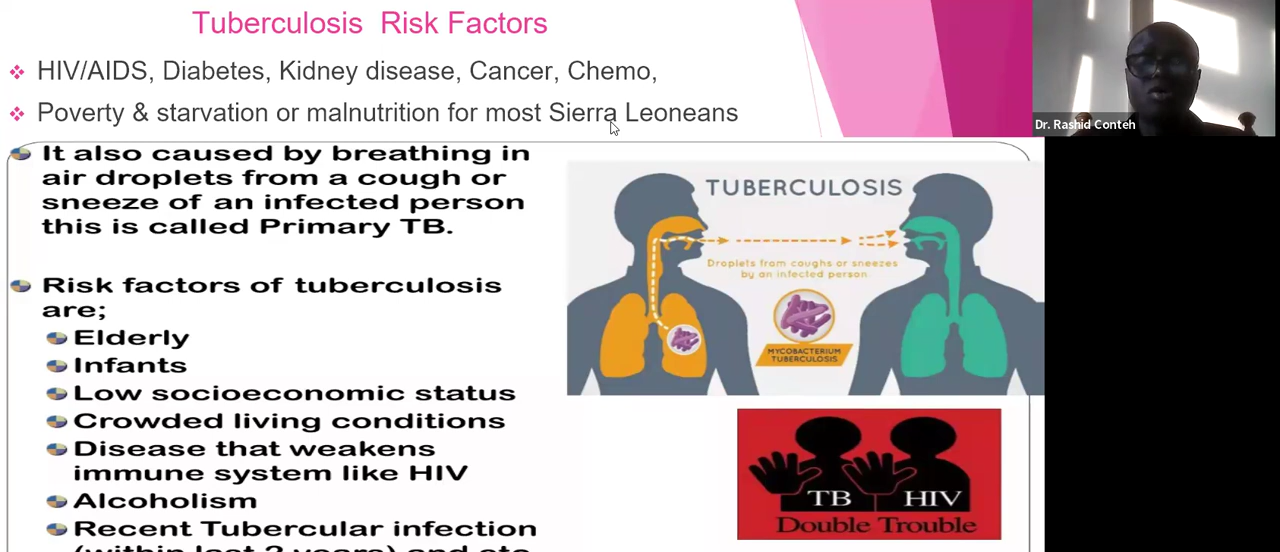 Tuberculosis Risk Factors
HIV/AIDS, Diabetes, Kidney disease, Cancer, Chemo,
Poverty & starvation or malnutrition for most Sierra Leoneans
Dr. Rashid Conteh
It also caused by breathing in
air droplets from a cough or
sneeze of an infected person
this is called Primary TB.
Risk factors of tuberculosis
are;
Elderly
Infants
Low socioeconomic status
Crowded living conditions
Disease that weakens
immune system like HIV
Alcoholism
Recent Tubercular infection
TUBERCULOSIS
Droplets from coughs or sneezes
by an infected person
MYCOBACTERIUM
TUBERCULOSIS
TB HIV
Double Trouble